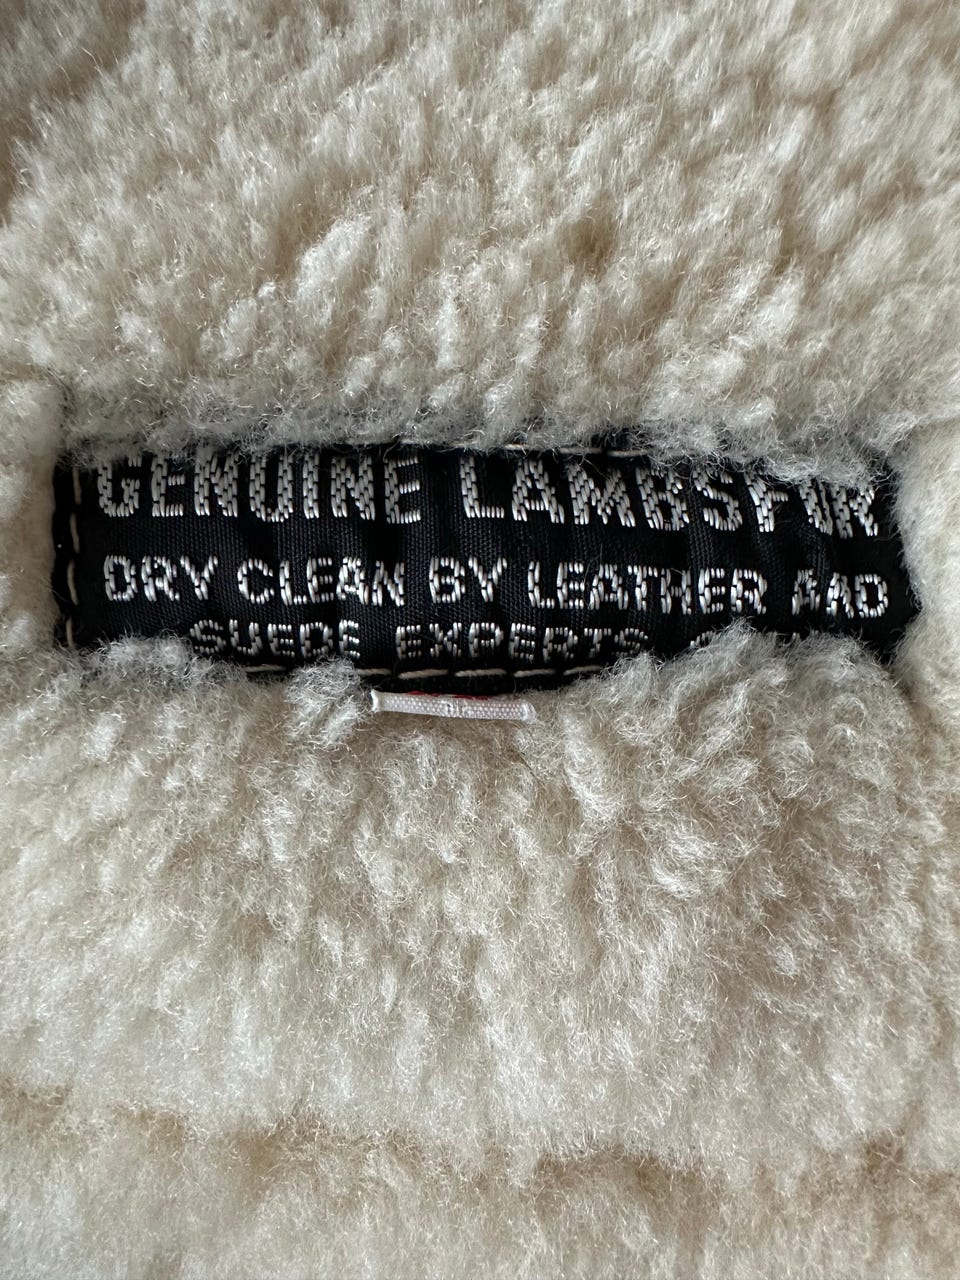 GENUINE LAMBSFUR
DRY CLEAN BY LEATHER AND
SUEDE EXPERTS